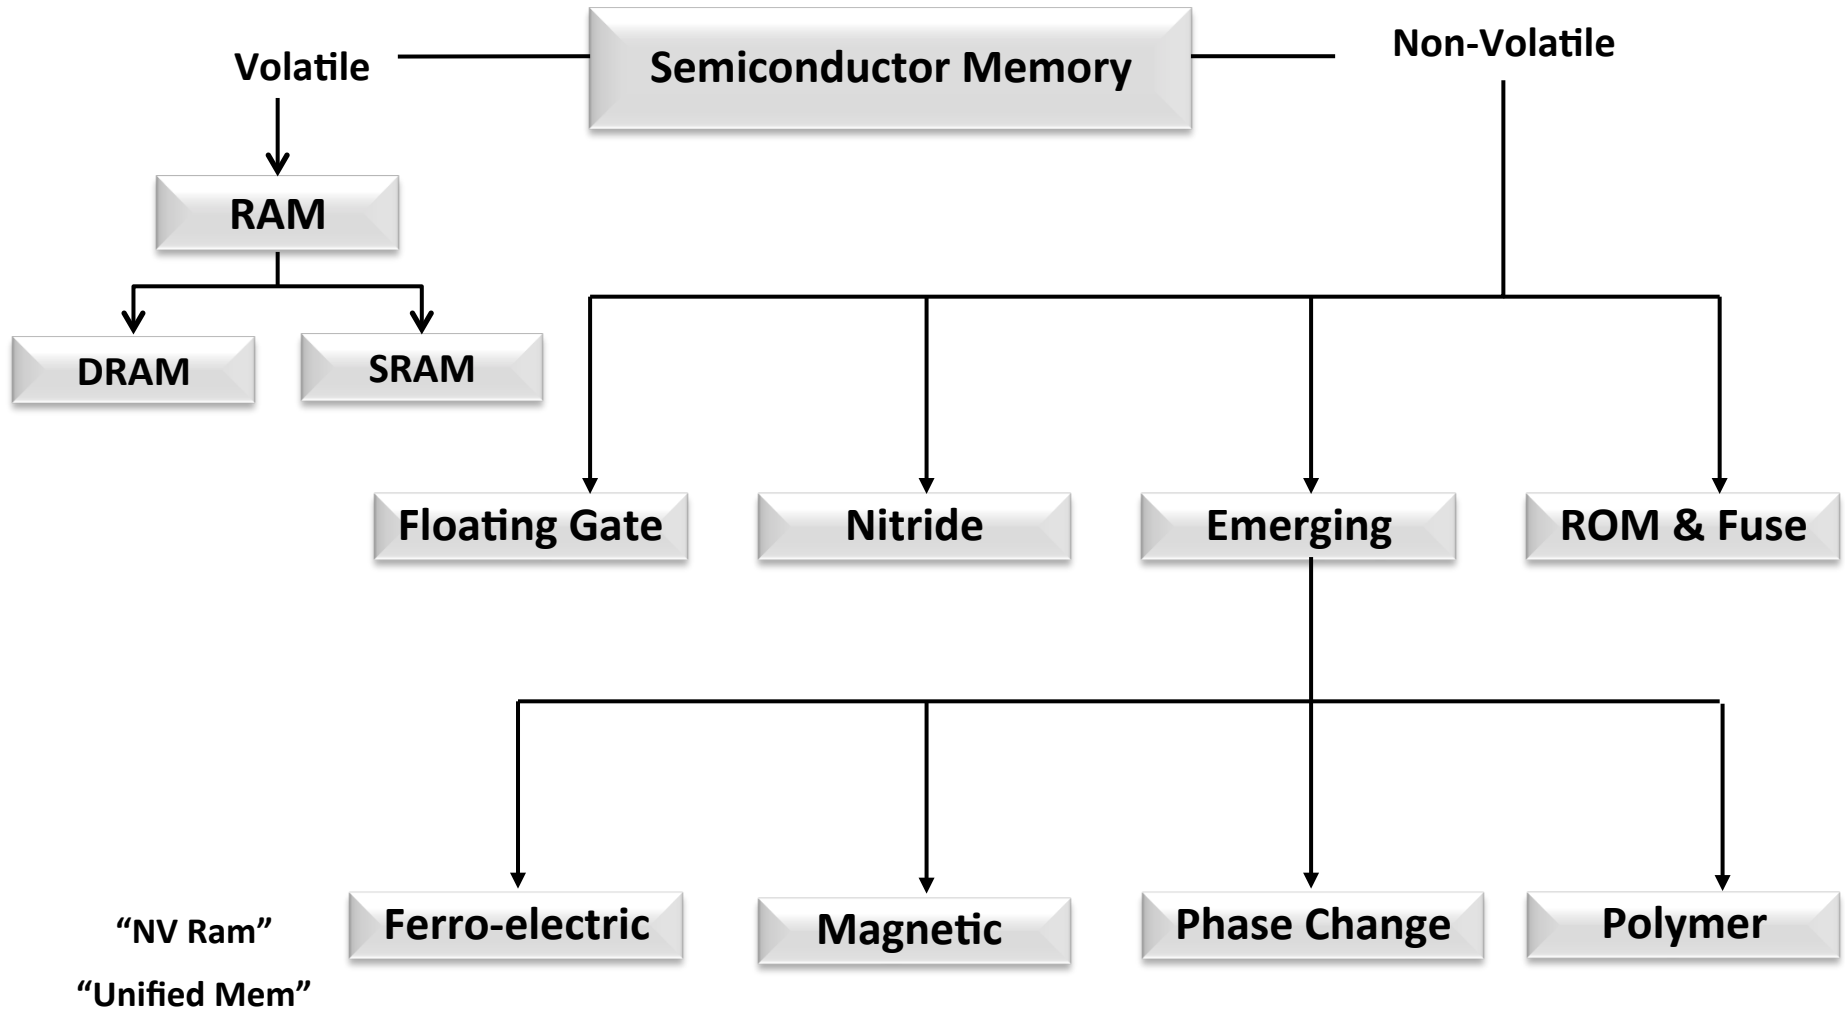 Semiconductor Memory
Volatile
Non-Volatile
RAM
DRAM
SRAM
Floating Gate
Nitride
Emerging
ROM & Fuse
“NV Ram”
“Unified Mem”
Ferro-electric
Magnetic
Phase Change
Polymer